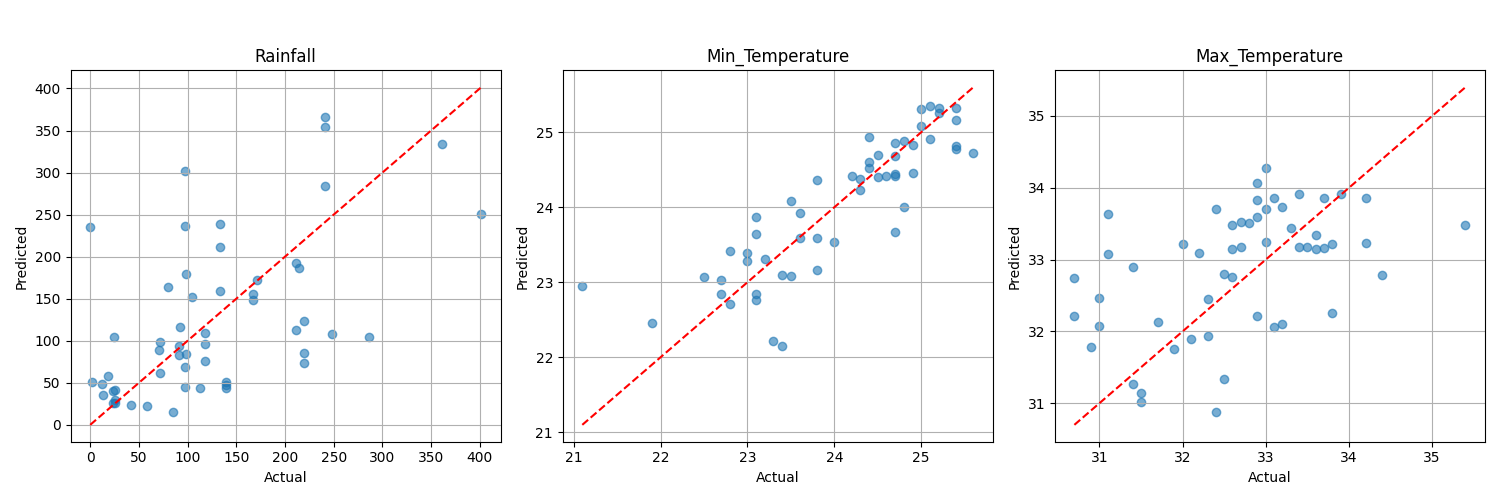 Rainfall
Min_Temperature
Max_Temperature
400
350
300
250
200
150
100
50
0
Predicted
0 50 100 150 200 250 300 350 400
Actual
25
24
23
22
21
Predicted
21 22 23 24 25
Actual
35
34
33
32
31
Predicted
31 32 33 34 35
Actual